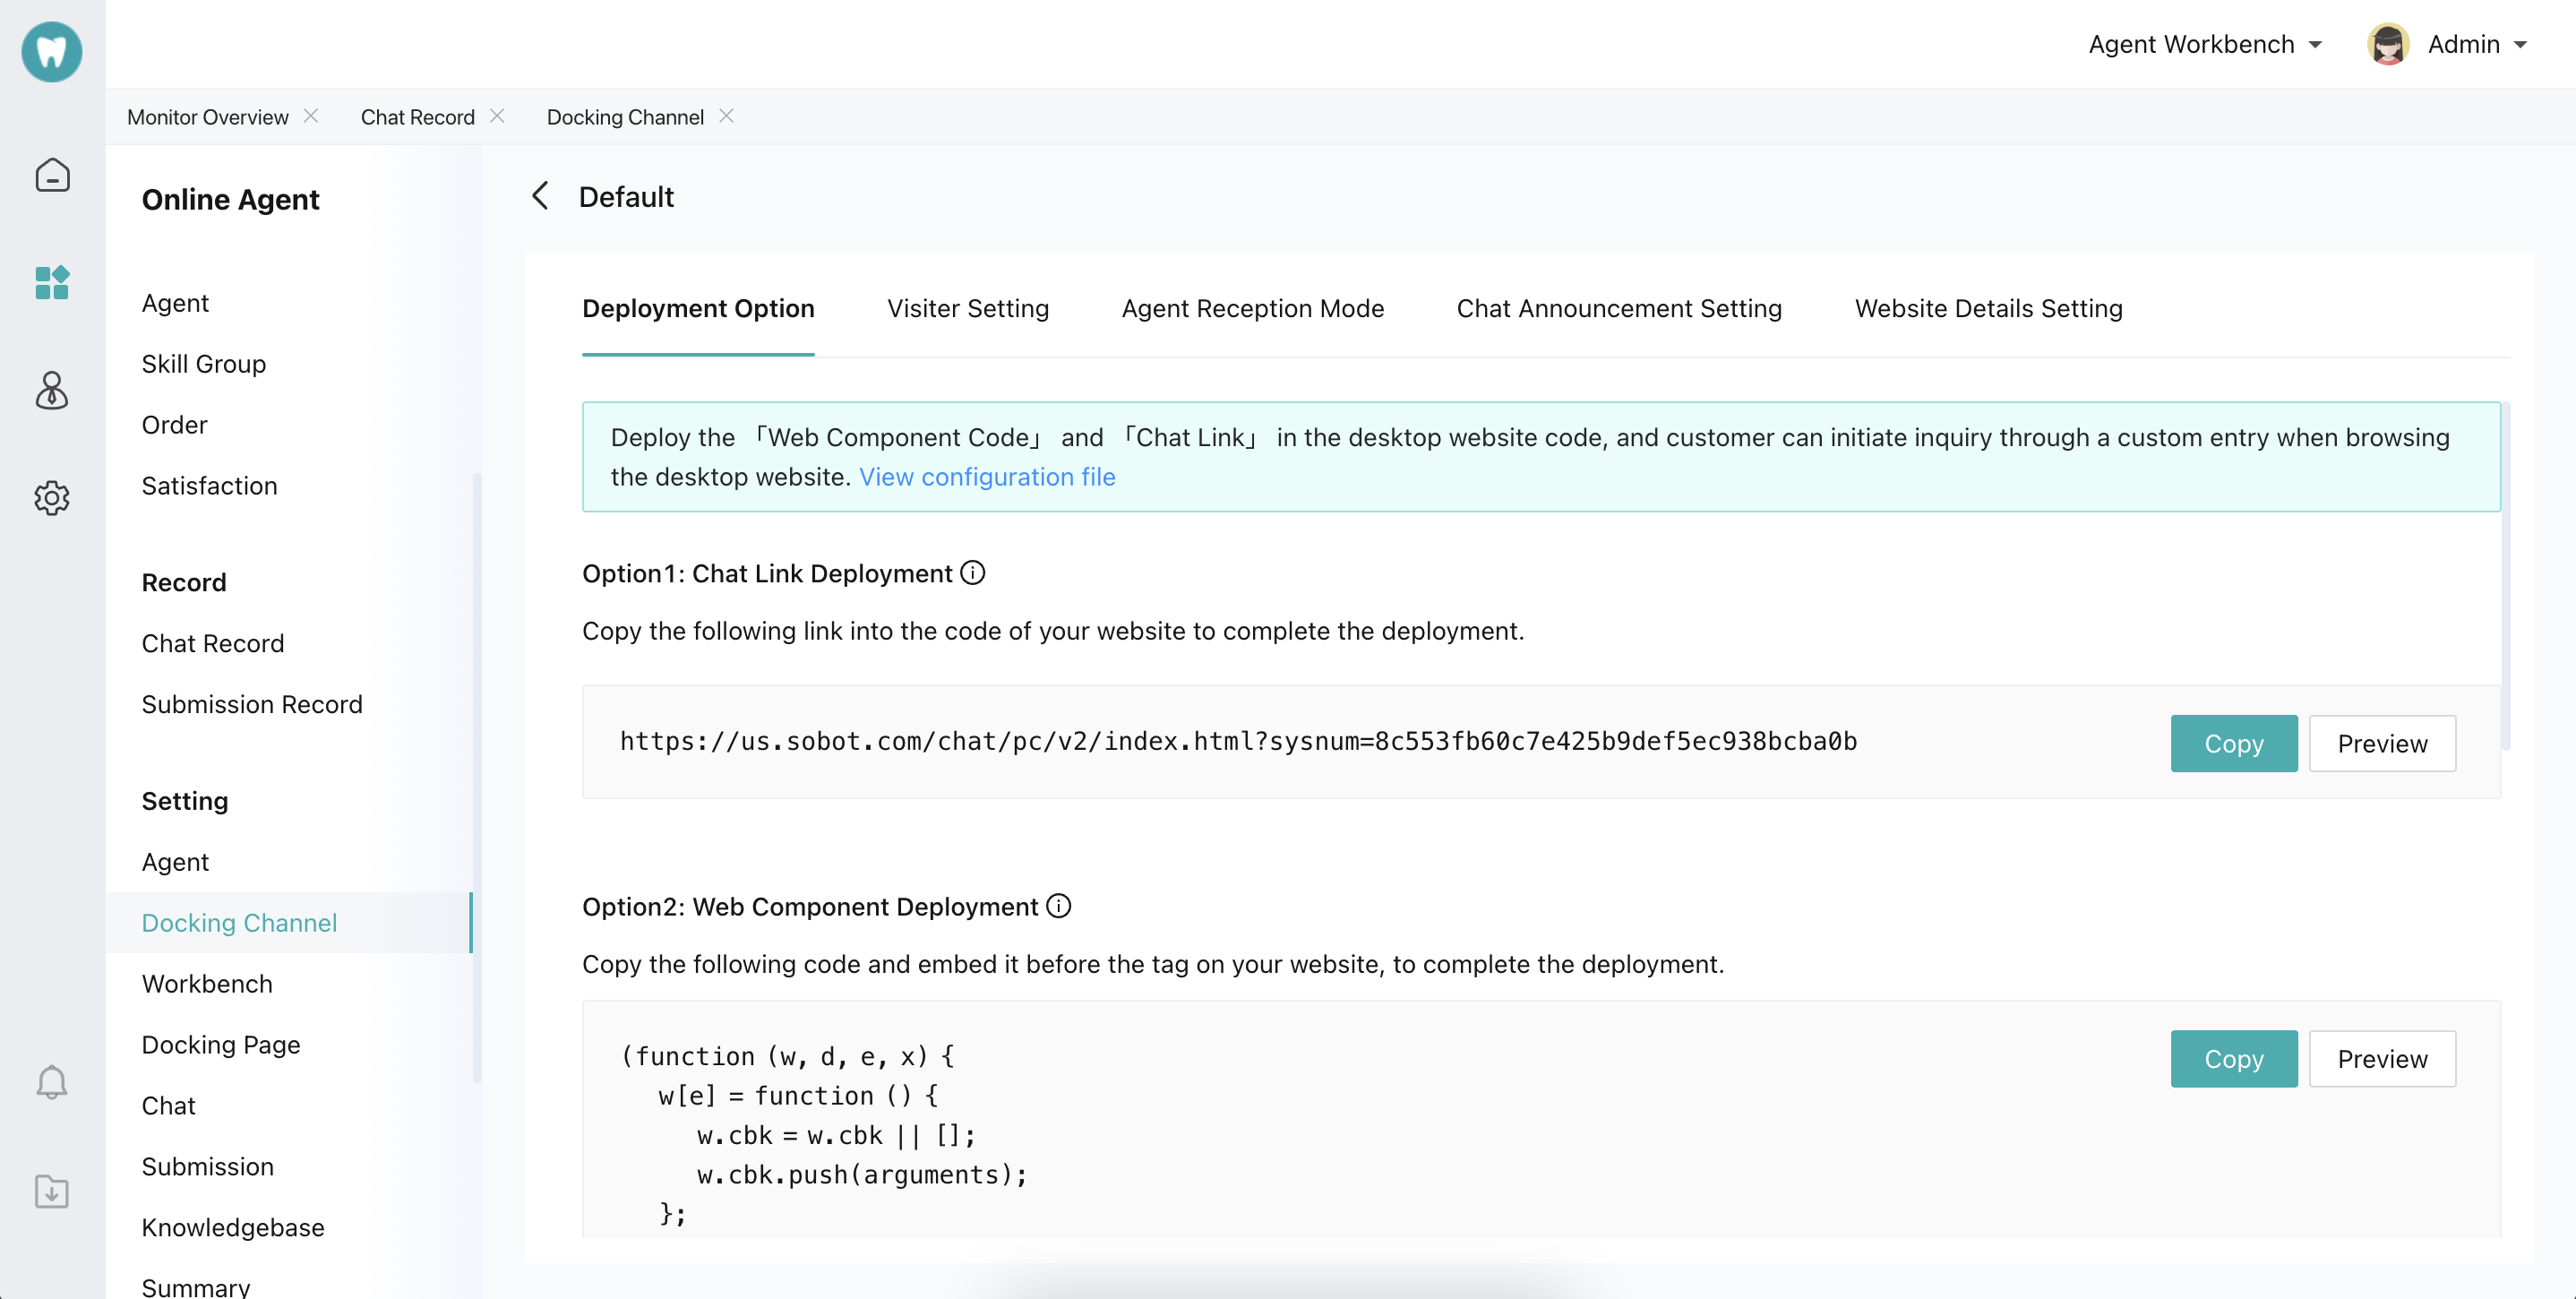 Agent Workbench
Admin
Monitor Overview
Chat Record
Docking Channel
Online Agent
Agent
Skill Group
Order
Satisfaction
Record
Chat Record
Submission Record
Setting
Agent
Docking Channel
Workbench
Docking Page
Chat
Submission
Knowledgebase
Summary
Default
Deployment Option
Visiter Setting
Agent Reception Mode
Chat Announcement Setting
Website Details Setting
Deploy the 「Web Component Code」 and 「Chat Link」 in the desktop website code, and customer can initiate inquiry through a custom entry when browsing
the desktop website. View configuration file
Option1: Chat Link Deployment
Copy the following link into the code of your website to complete the deployment.
https://us.sobot.com/chat/pc/v2/index.html?sysnum=8c553fb60c7e425b9def5ec938bcba0b
Copy
Preview
Option2: Web Component Deployment
Copy the following code and embed it before the tag on your website, to complete the deployment.
(function (w, d, e, x) {
w[e] = function () {
w.cbk = w.cbk || [];
w.cbk.push(arguments);
};
Copy
Preview